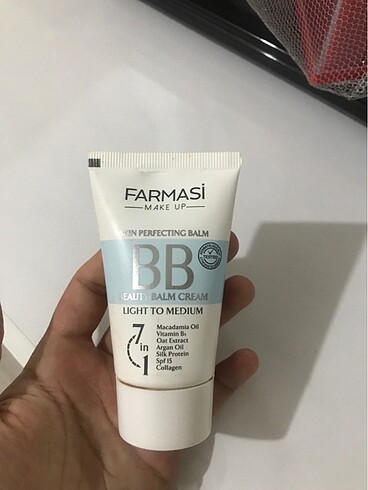 FARMASİ
MAKE UP
SKIN PERFECTING BALM
BB
BEAUTY BALM CREAM
LIGHT TO MEDIUM
7 in 1
Macadamia Oil
Vitamin B₅
Oat Extract
Argan Oil
Silk Protein
Spf 15
Collagen